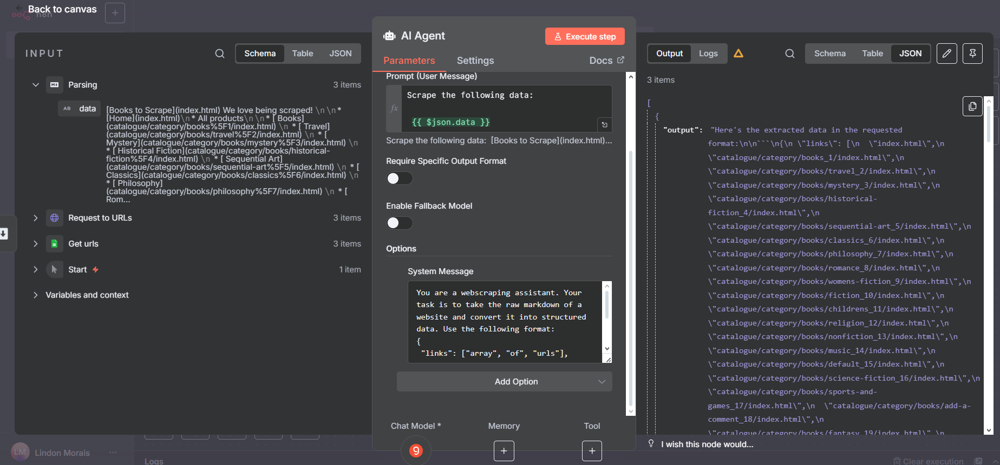 Back to canvas
n8n
INPUT
Schema
Table
JSON
Parsing
3 items
AB
data
[Books to Scrape](index.html) We love being scraped! \n \n *
[Home](index.html)\n * All products\n \n * [ Books]
(catalogue/category/books%5F1/index.html) \n * [ Travel]
(catalogue/category/books/travel%5F2/index.html) \n * [
Mystery](catalogue/category/books/mystery%5F3/index.html) \n
* [ Historical Fiction](catalogue/category/books/historical-
fiction%5F4/index.html) \n * [ Sequential Art]
(catalogue/category/books/sequential-art%5F5/index.html) \n * [
Classics](catalogue/category/books/classics%5F6/index.html) \n
* [ Philosophy]
(catalogue/category/books/philosophy%5F7/index.html) \n * [
Rom...
Request to URLs
3 items
Get urls
3 items
Start
1 item
Variables and context
LM
Lindon Morais
Logs
AI Agent
Execute step
Parameters
Settings
Docs
Prompt (User Message)
fx
Scrape the following data:
{{ $json.data }}
Scrape the following data: [Books to Scrape](index.html)...
Require Specific Output Format
Enable Fallback Model
Options
System Message
You are a webscraping assistant. Your
task is to take the raw markdown of a
website and convert it into structured
data. Use the following format:
{
"links": ["array", "of", "urls"],
Add Option
Chat Model *
Memory
Tool
9
Output
Logs
Schema
Table
JSON
3 items
[
{
"output": "Here's the extracted data in the requested
format:\n\n```\n{\n \"links\": [\n  \"index.html\",\n
\"catalogue/category/books_1/index.html\",\n
\"catalogue/category/books/travel_2/index.html\",\n
\"catalogue/category/books/mystery_3/index.html\",\n
\"catalogue/category/books/historical-
fiction_4/index.html\",\n
\"catalogue/category/books/sequential-art_5/index.html\",\n
\"catalogue/category/books/classics_6/index.html\",\n
\"catalogue/category/books/philosophy_7/index.html\",\n
\"catalogue/category/books/romance_8/index.html\",\n
\"catalogue/category/books/womens-fiction_9/index.html\",\n
\"catalogue/category/books/fiction_10/index.html\",\n
\"catalogue/category/books/childrens_11/index.html\",\n
\"catalogue/category/books/religion_12/index.html\",\n
\"catalogue/category/books/nonfiction_13/index.html\",\n
\"catalogue/category/books/music_14/index.html\",\n
\"catalogue/category/books/default_15/index.html\",\n
\"catalogue/category/books/science-fiction_16/index.html\",\n
\"catalogue/category/books/sports-and-
games_17/index.html\",\n  \"catalogue/category/books/add-a-
comment_18/index.html\",\n
\"catalogue/category/books/fantasy_19/index.html\",\n
I wish this node would...
Clear execution